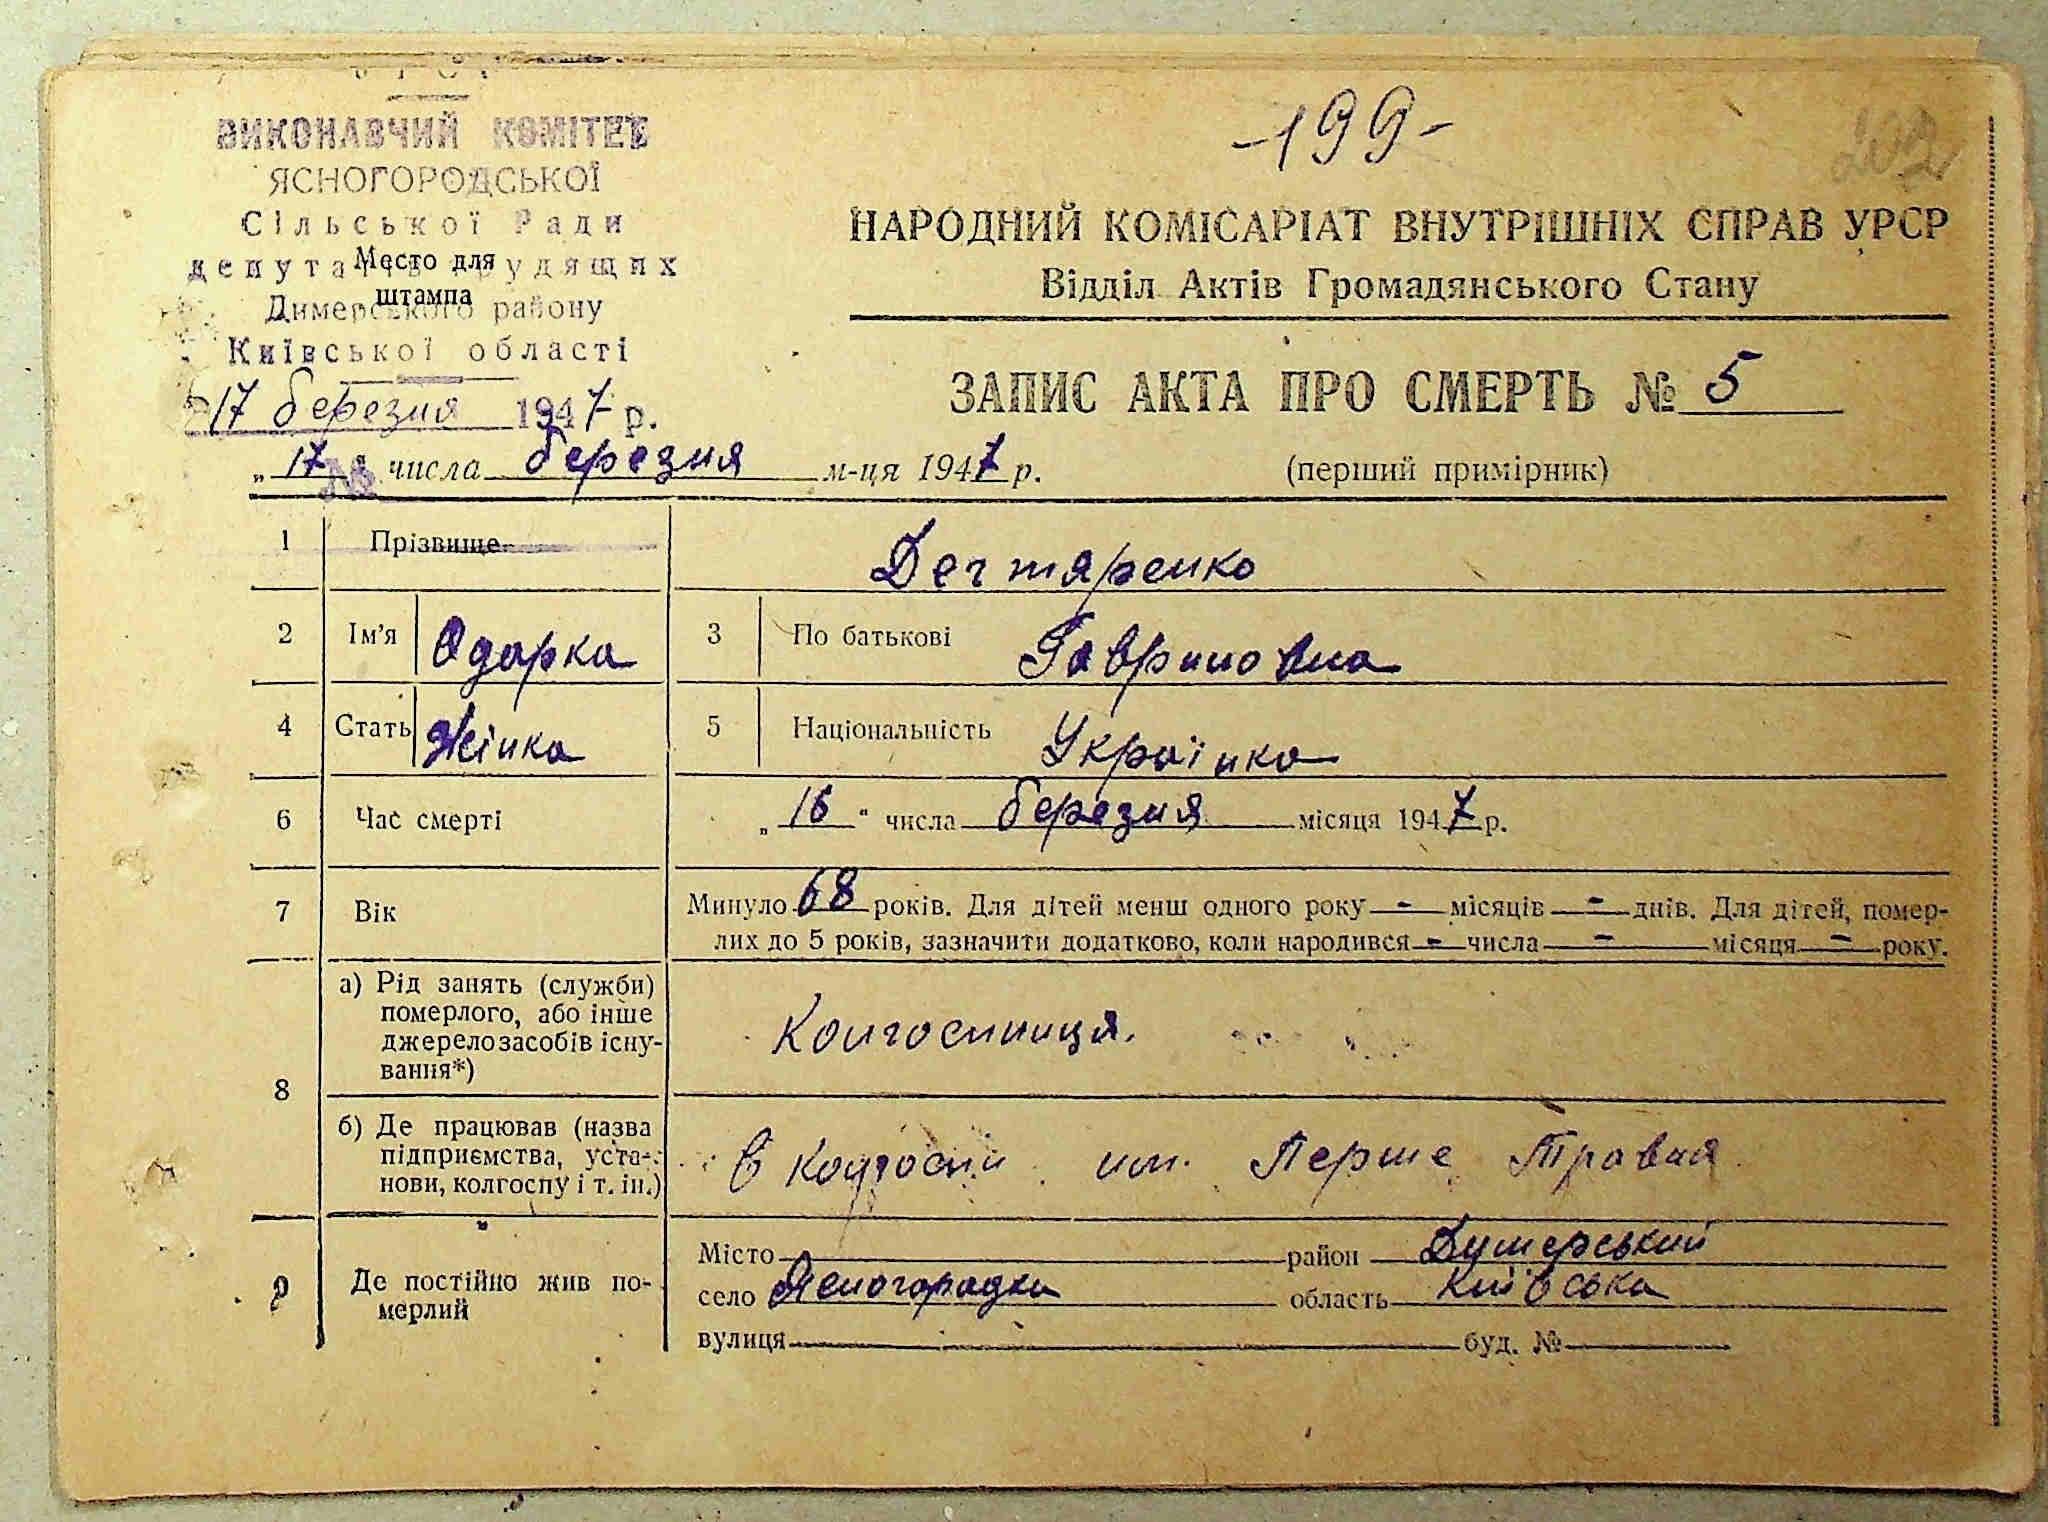 У Р С Р
ВИКОНАВЧИЙ КОМІТЕТ
ЯСНОГОРОДСЬКОЇ
Сільської Ради
депутатів трудящих
Место для
штампа
Димерського району
Київської області
17 березня 1947 р.
№
-199-
202
НАРОДНИЙ КОМІСАРІАТ ВНУТРІШНІХ СПРАВ УРСР
Відділ Актів Громадянського Стану
ЗАПИС АКТА ПРО СМЕРТЬ № 5
„17“ числа березня м-ця 1947 р. (перший примірник)
1 Прізвище Дегтяренко
2 Ім'я Одарка 3 По батькові Гавриловна
4 Стать Жінка 5 Національність Українка
6 Час смерті „16“ числа березня місяця 1947 р.
7 Вік Минуло 68 років. Для дітей менш одного року - місяців - днів. Для дітей, помер-
лих до 5 років, зазначити додатково, коли народився - числа - місяця - року.
8 а) Рід занять (служби)
померлого, або інше
джерело засобів існу-
вання*)
Колгоспниця.
б) Де працював (назва
підприємства, уста-
нови, колгоспу і т. ін.)
в колгоспі им. Перше Травня
9 Де постійно жив по-
мерлий
Місто район Димерський
село Ясногородки область Київська
вулиця буд. №